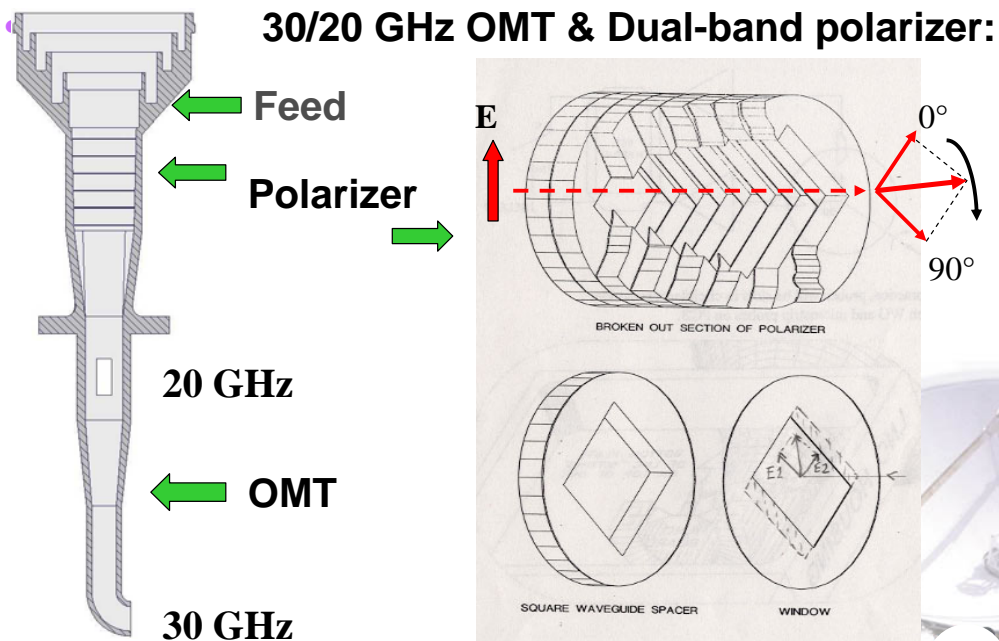 30/20 GHz OMT & Dual-band polarizer:
Feed
E
0°
Polarizer
90°
BROKEN OUT SECTION OF POLARIZER
20 GHz
E1 E2
OMT
SQUARE WAVEGUIDE SPACER
WINDOW
30 GHz